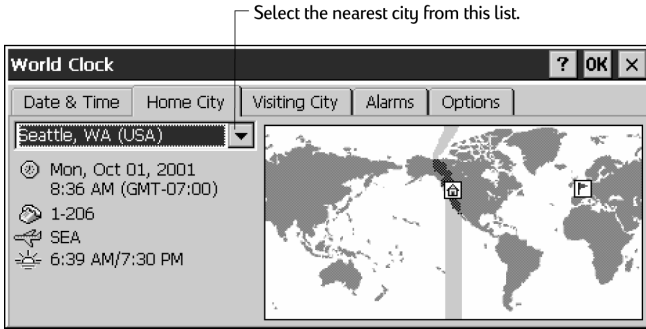 Select the nearest city from this list.
World Clock ? OK ×
Date & Time Home City Visiting City Alarms Options
Seattle, WA (USA)
Mon, Oct 01, 2001
8:36 AM (GMT-07:00)
1-206
SEA
6:39 AM/7:30 PM